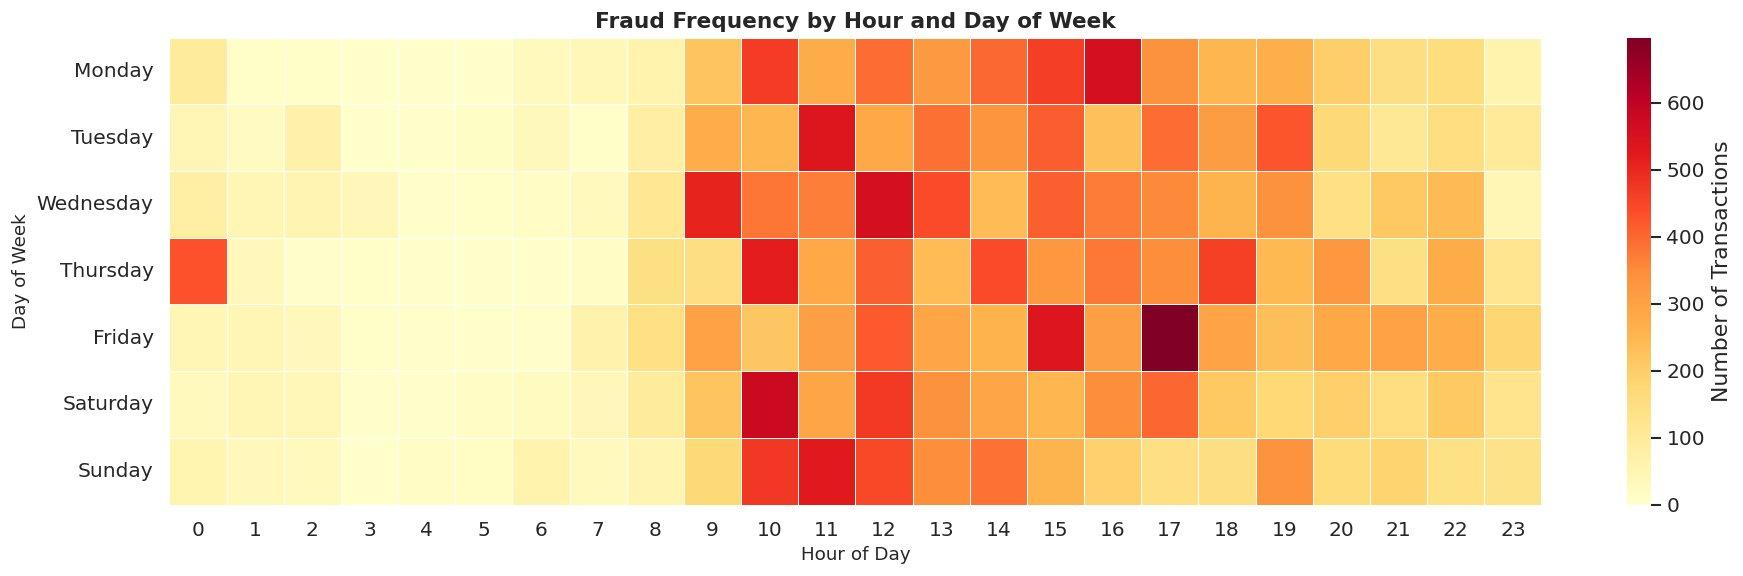 Fraud Frequency by Hour and Day of Week
Monday
Tuesday
Wednesday
Thursday
Friday
Saturday
Sunday
Day of Week
0 1 2 3 4 5 6 7 8 9 10 11 12 13 14 15 16 17 18 19 20 21 22 23
Hour of Day
600
500
400
300
200
100
0
Number of Transactions